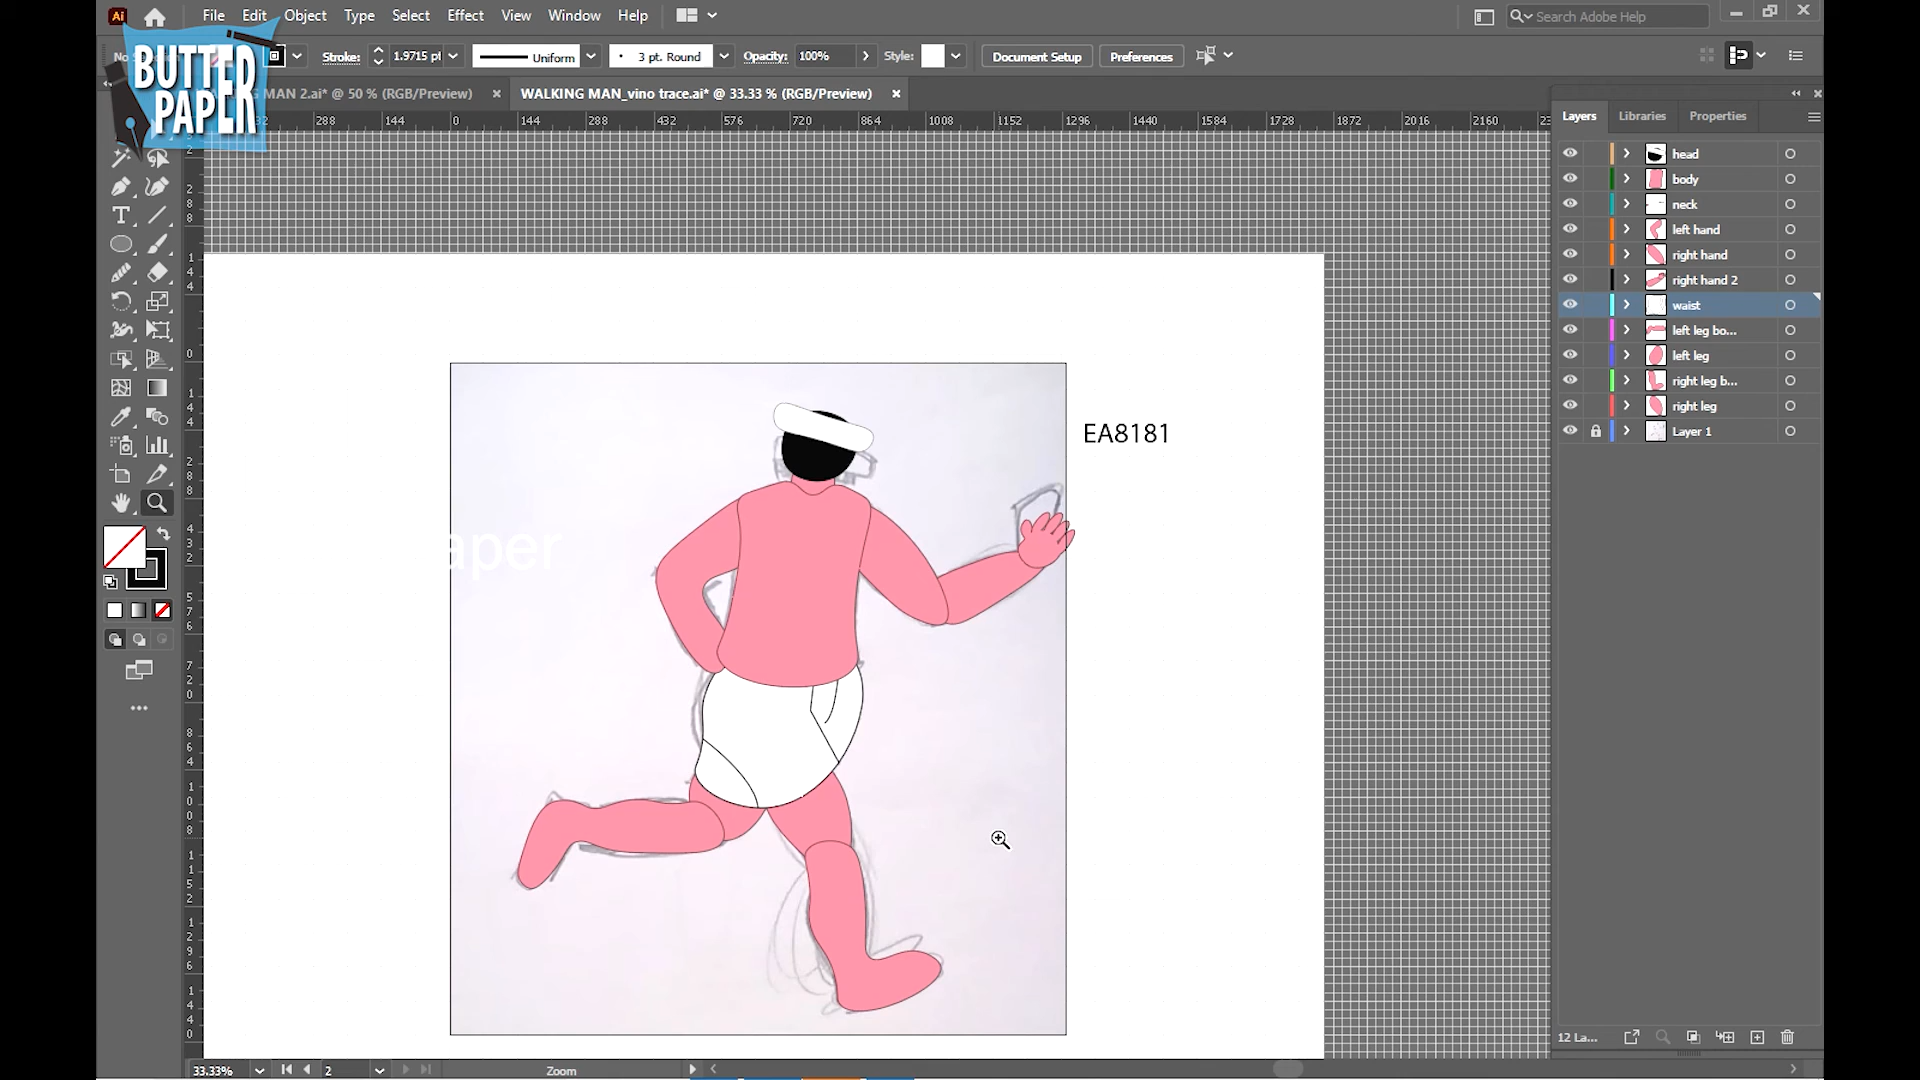 Ai File Edit Object Type Select Effect View Window Help Search Adobe Help
BUTTER
PAPER
Stroke: 1.9715 pt Uniform 3 pt. Round Opacity: 100% Style: Document Setup Preferences
MAN 2.ai* @ 50 % (RGB/Preview) WALKING MAN_vino trace.ai* @ 33.33 % (RGB/Preview)
288 144 0 144 288 432 576 720 864 1008 1152 1296 1440 1584 1728 1872 2016 2160
Layers Libraries Properties
head
body
neck
left hand
right hand
right hand 2
waist
left leg bo...
left leg
right leg b...
right leg
Layer 1
EA8181
aper
12 La...
33.33% 2 Zoom